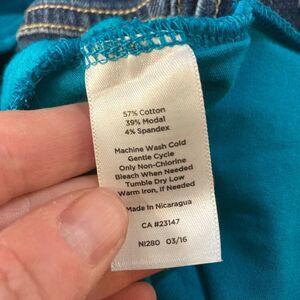 57% Cotton
39% Modal
4% Spandex
Machine Wash Cold
Gentle Cycle
Only Non-Chlorine
Bleach When Needed
Tumble Dry Low
Warm Iron, If Needed
Made in Nicaragua
CA #23147
NI280 03/16